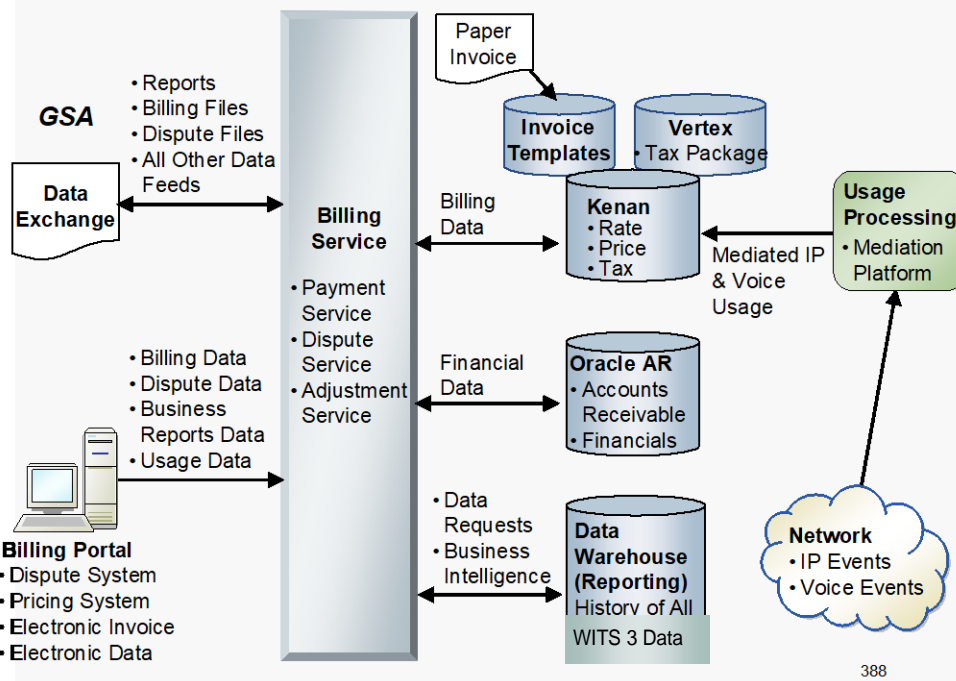 Paper
Invoice
GSA
• Reports
• Billing Files
• Dispute Files
• All Other Data
Feeds
Data
Exchange
Billing
Service
• Payment
Service
• Dispute
Service
• Adjustment
Service
Invoice
Templates
Vertex
• Tax Package
Billing
Data
Kenan
• Rate
• Price
• Tax
Mediated IP
& Voice
Usage
Usage
Processing
• Mediation
Platform
• Billing Data
• Dispute Data
• Business
Reports Data
• Usage Data
Financial
Data
Oracle AR
• Accounts
Receivable
• Financials
Billing Portal
• Dispute System
• Pricing System
• Electronic Invoice
• Electronic Data
• Data
Requests
• Business
Intelligence
Data
Warehouse
(Reporting)
History of All
WITS 3 Data
Network
• IP Events
• Voice Events
388